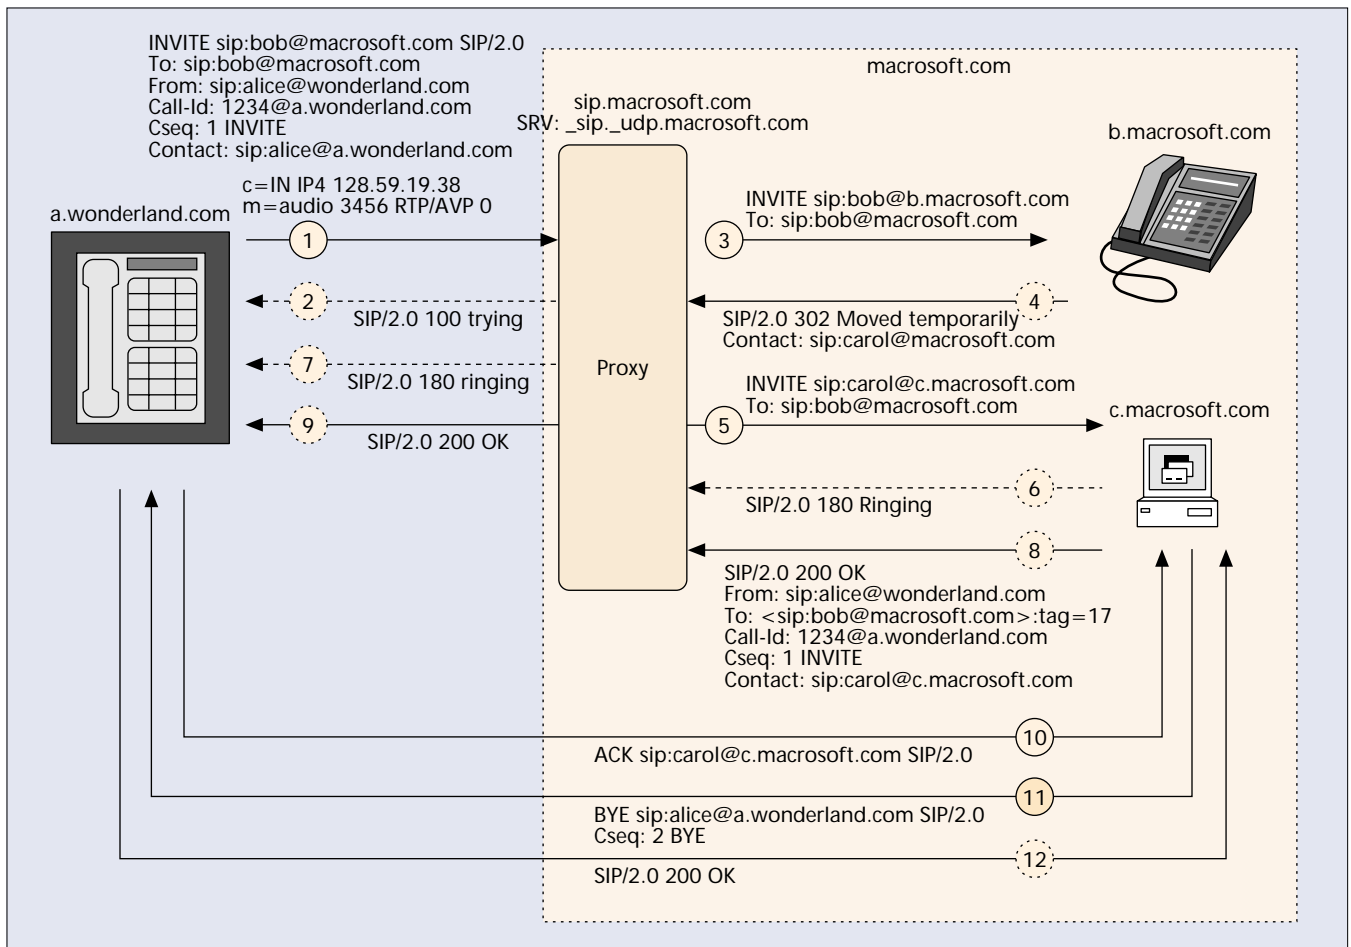 INVITE sip:bob@macrosoft.com SIP/2.0
To: sip:bob@macrosoft.com
From: sip:alice@wonderland.com
Call-Id: 1234@a.wonderland.com
Cseq: 1 INVITE
Contact: sip:alice@a.wonderland.com
c=IN IP4 128.59.19.38
m=audio 3456 RTP/AVP 0
a.wonderland.com
macrosoft.com
sip.macrosoft.com
SRV: _sip._udp.macrosoft.com
b.macrosoft.com
1
INVITE sip:bob@b.macrosoft.com
To: sip:bob@macrosoft.com
3
2
SIP/2.0 100 trying
4
SIP/2.0 302 Moved temporarily
Contact: sip:carol@macrosoft.com
7
SIP/2.0 180 ringing
Proxy
INVITE sip:carol@c.macrosoft.com
To: sip:bob@macrosoft.com
5
c.macrosoft.com
9
SIP/2.0 200 OK
6
SIP/2.0 180 Ringing
8
SIP/2.0 200 OK
From: sip:alice@wonderland.com
To: <sip:bob@macrosoft.com>:tag=17
Call-Id: 1234@a.wonderland.com
Cseq: 1 INVITE
Contact: sip:carol@c.macrosoft.com
10
ACK sip:carol@c.macrosoft.com SIP/2.0
11
BYE sip:alice@a.wonderland.com SIP/2.0
Cseq: 2 BYE
12
SIP/2.0 200 OK